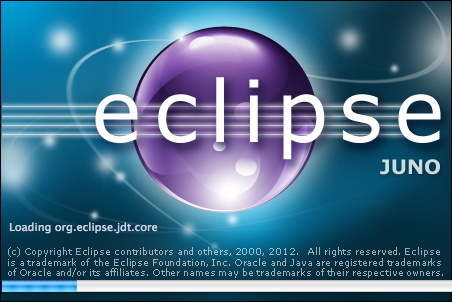 eclipse
JUNO
Loading org.eclipse.jdt.core
(c) Copyright Eclipse contributors and others, 2000, 2012. All rights reserved. Eclipse
is a trademark of the Eclipse Foundation, Inc. Oracle and Java are registered trademarks
of Oracle and/or its affiliates. Other names may be trademarks of their respective owners.